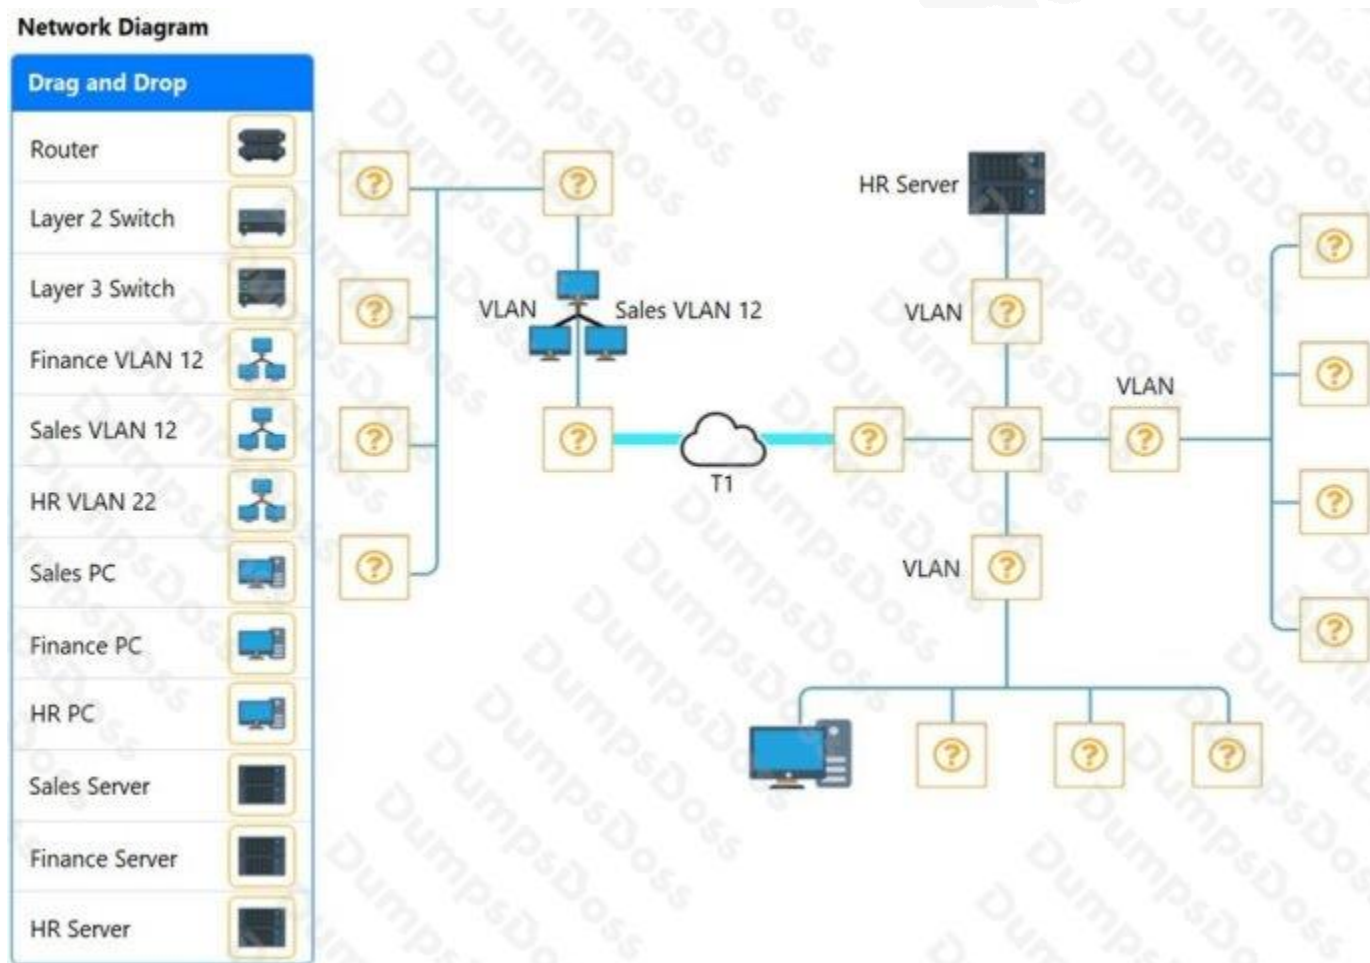 Network Diagram
Drag and Drop
Router
Layer 2 Switch
Layer 3 Switch
Finance VLAN 12
Sales VLAN 12
HR VLAN 22
Sales PC
Finance PC
HR PC
Sales Server
Finance Server
HR Server
?
?
HR Server
?
VLAN
Sales VLAN 12
?
VLAN
?
?
VLAN
?
?
?
?
?
VLAN
?
T1
?
?
VLAN
?
?
?
?
?
DumpsDoss